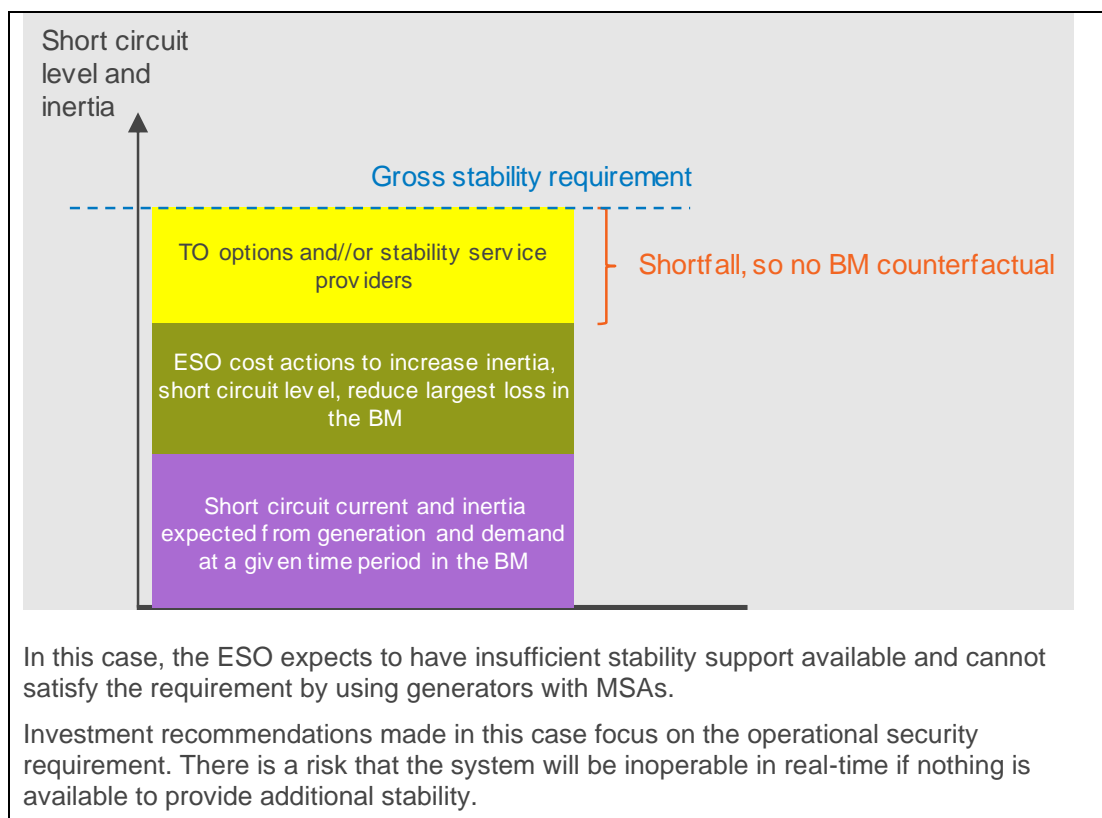 Short circuit
level and
inertia
Gross stability requirement
TO options and//or stability service
providers
Shortfall, so no BM counterfactual
ESO cost actions to increase inertia,
short circuit level, reduce largest loss in
the BM
Short circuit current and inertia
expected from generation and demand
at a given time period in the BM
In this case, the ESO expects to have insufficient stability support available and cannot
satisfy the requirement by using generators with MSAs.
Investment recommendations made in this case focus on the operational security
requirement. There is a risk that the system will be inoperable in real-time if nothing is
available to provide additional stability.